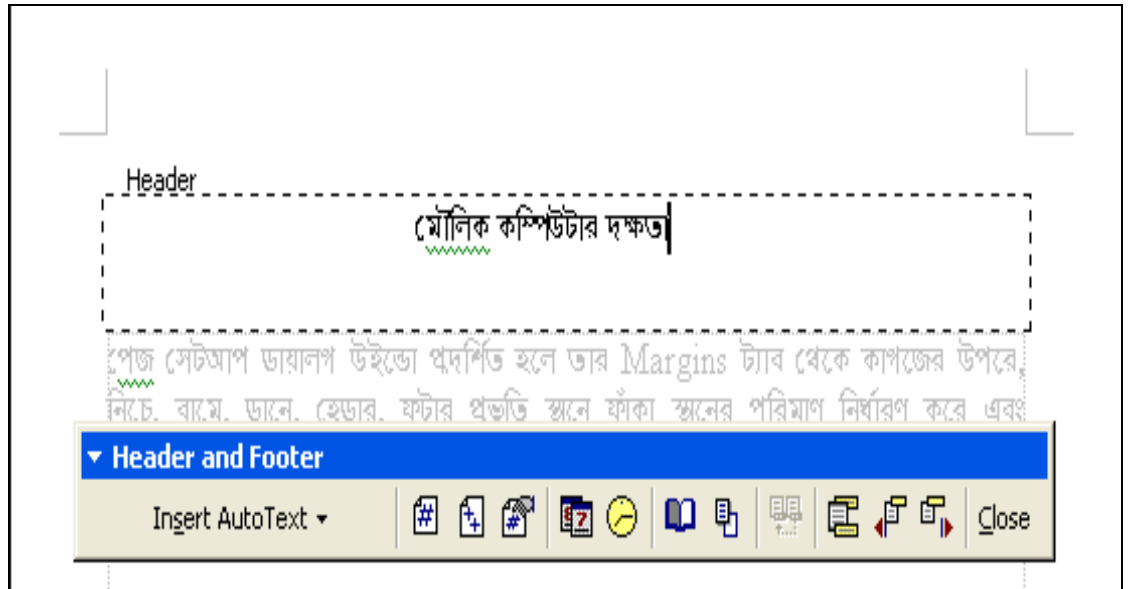 Header
মৌলিক কম্পিউটার দক্ষতা
পেজ সেটআপ ডায়ালগ উইন্ডো প্রদর্শিত হলে তার Margins ট্যাব থেকে কাগজের উপরে,
নিচে, বামে, ডানে, হেডার, ফুটার প্রভৃতি স্থানে ফাঁকা স্থানের পরিমাণ নির্ধারণ করে এবং
Header and Footer
Insert AutoText
Close